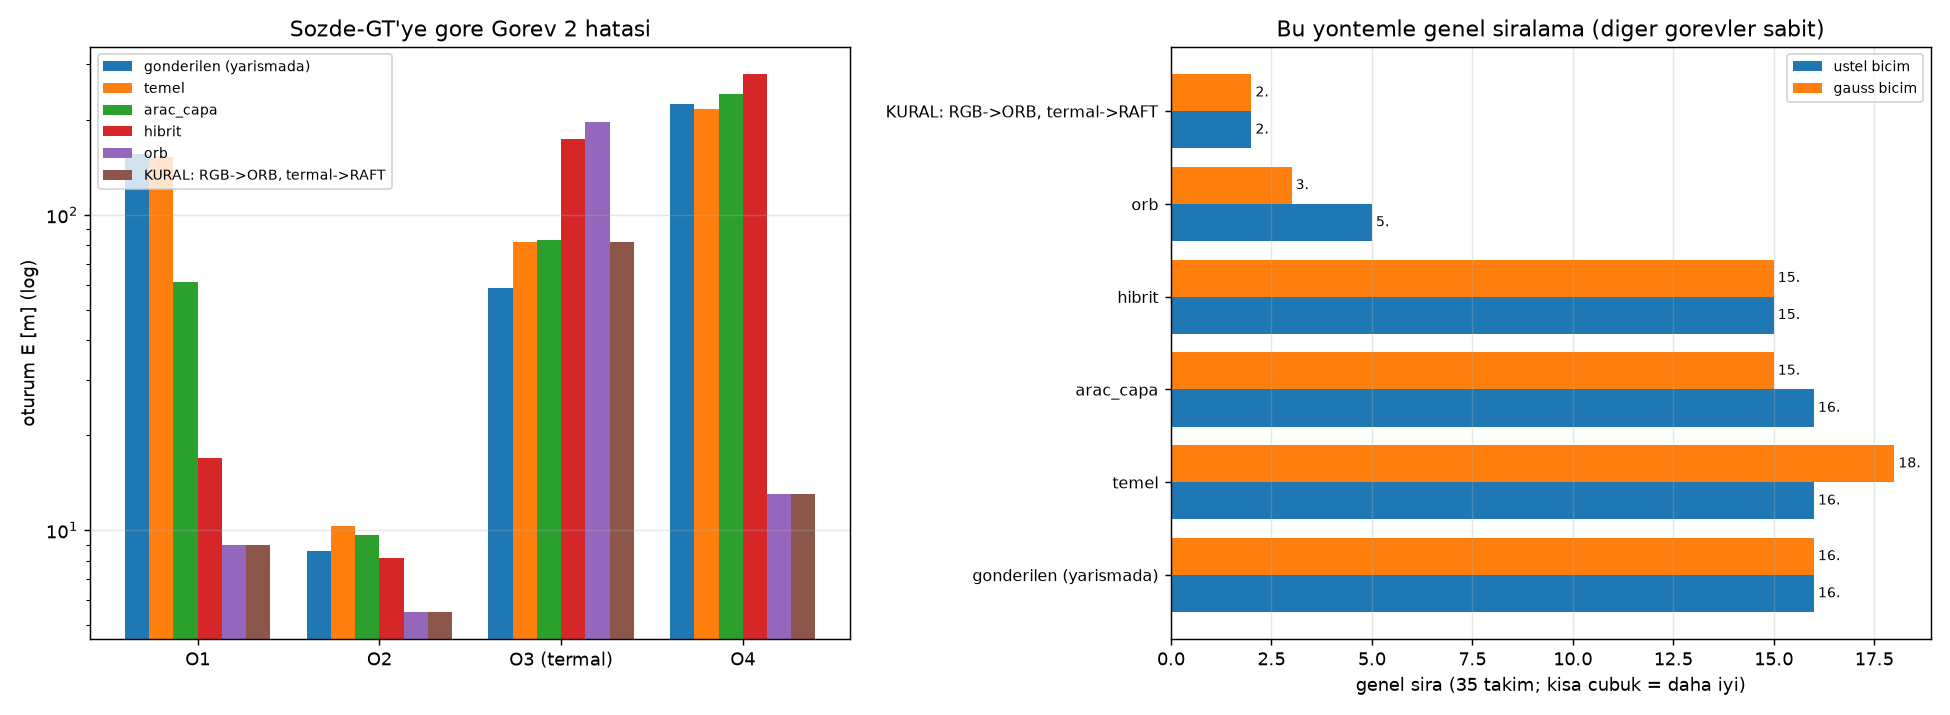 Sozde-GT'ye gore Gorev 2 hatasi
gonderilen (yarismada)
temel
arac_capa
hibrit
orb
KURAL: RGB->ORB, termal->RAFT
oturum E [m] (log)
10²
10¹
O1
O2
O3 (termal)
O4
Bu yontemle genel siralama (diger gorevler sabit)
ustel bicim
gauss bicim
KURAL: RGB->ORB, termal->RAFT
2.
2.
orb
3.
5.
hibrit
15.
15.
arac_capa
15.
16.
temel
18.
16.
gonderilen (yarismada)
16.
16.
0.0 2.5 5.0 7.5 10.0 12.5 15.0 17.5
genel sira (35 takim; kisa cubuk = daha iyi)